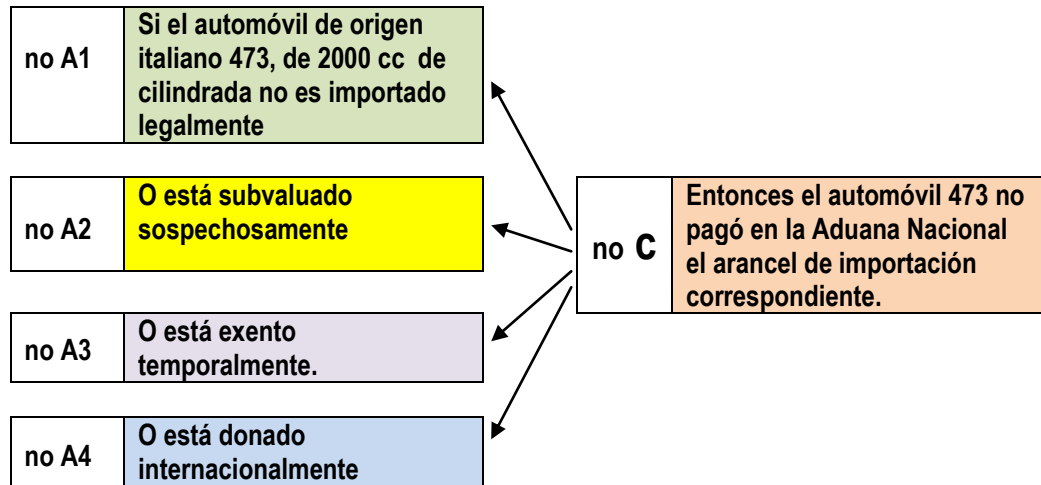 no A1
Si el automóvil de origen
italiano 473, de 2000 cc de
cilindrada no es importado
legalmente
no A2
O está subvaluado
sospechosamente
no A3
O está exento
temporalmente.
no A4
O está donado
internacionalmente
no C
Entonces el automóvil 473 no
pagó en la Aduana Nacional
el arancel de importación
correspondiente.